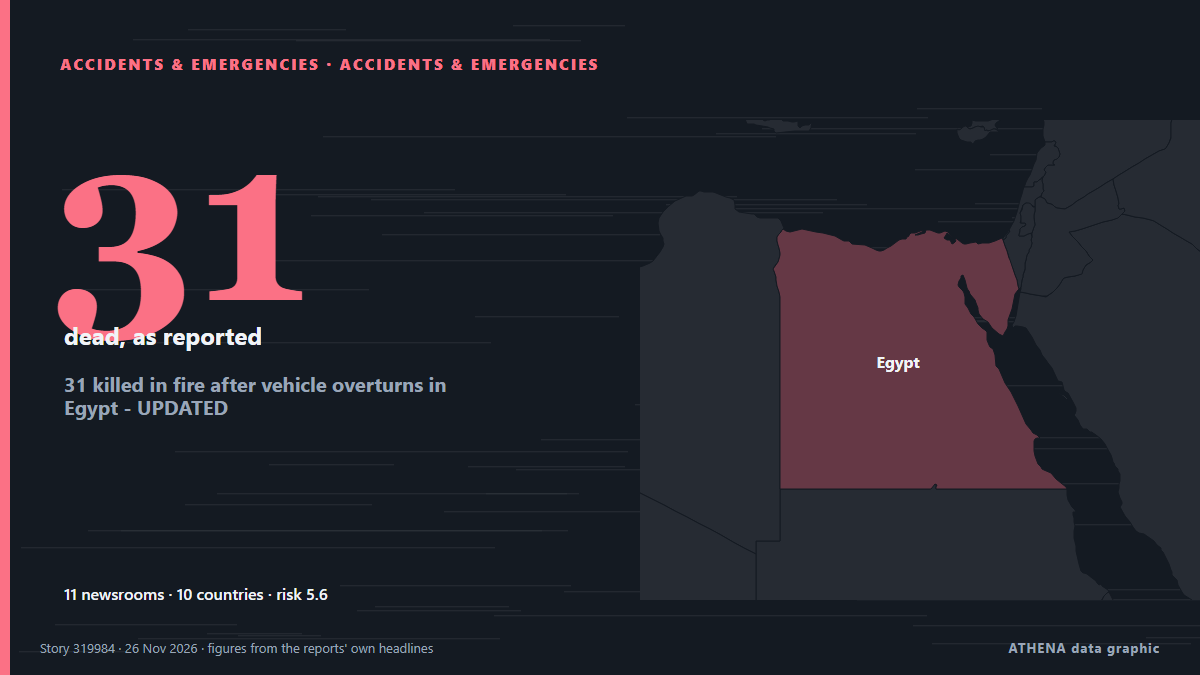 ACCIDENTS & EMERGENCIES · ACCIDENTS & EMERGENCIES
31
dead, as reported
31 killed in fire after vehicle overturns in
Egypt - UPDATED
Egypt
11 newsrooms · 10 countries · risk 5.6
Story 319984 · 26 Nov 2026 · figures from the reports' own headlines
ATHENA data graphic